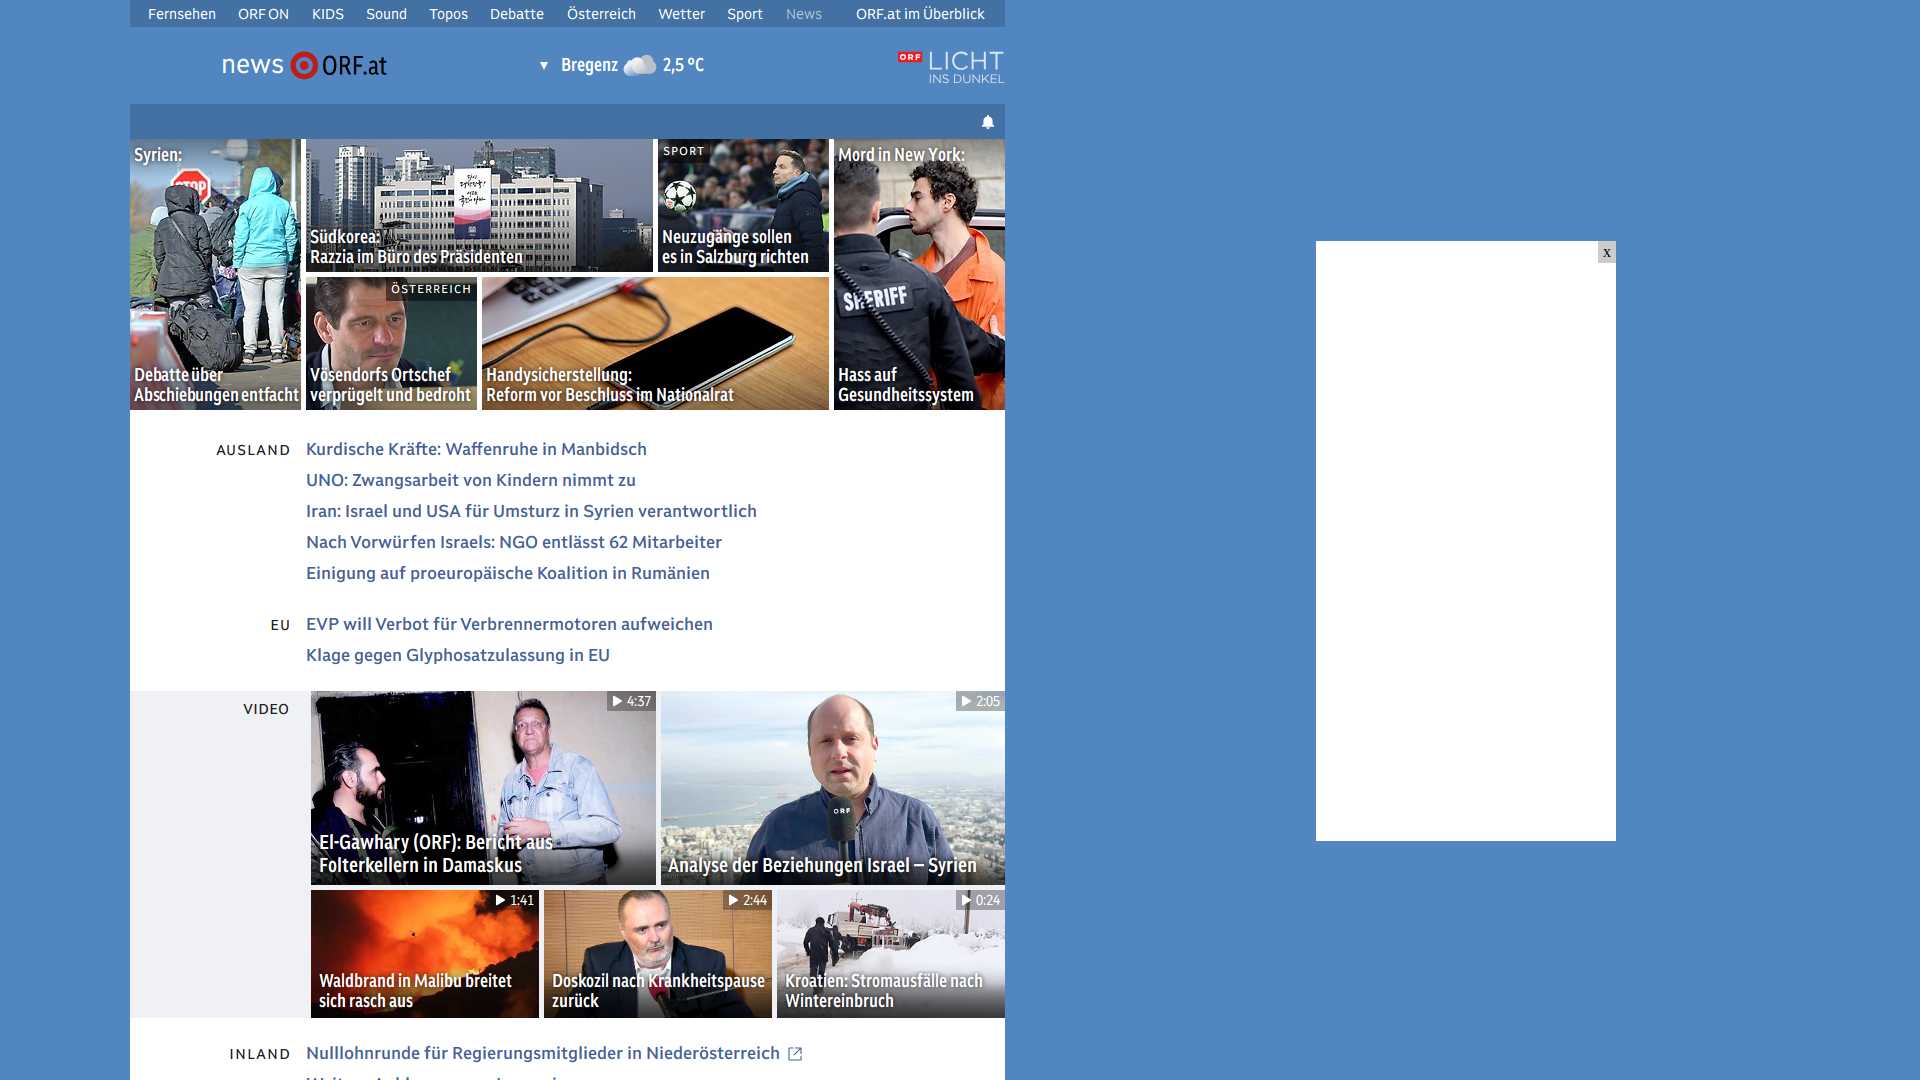 Fernsehen ORF ON KIDS Sound Topos Debatte Österreich Wetter Sport News ORF.at im Überblick
news ORF.at
Bregenz 2,5 °C
ORF LICHT
INS DUNKEL
Syrien:
STOP
Debatte über
Abschiebungen entfacht
Südkorea:
Razzia im Büro des Präsidenten
SPORT
Neuzugänge sollen
es in Salzburg richten
Mord in New York:
SHERIFF
Hass auf
Gesundheitssystem
ÖSTERREICH
Vösendorfs Ortschef
verprügelt und bedroht
Handysicherstellung:
Reform vor Beschluss im Nationalrat
x
AUSLAND
Kurdische Kräfte: Waffenruhe in Manbidsch
UNO: Zwangsarbeit von Kindern nimmt zu
Iran: Israel und USA für Umsturz in Syrien verantwortlich
Nach Vorwürfen Israels: NGO entlässt 62 Mitarbeiter
Einigung auf proeuropäische Koalition in Rumänien
EU
EVP will Verbot für Verbrennermotoren aufweichen
Klage gegen Glyphosatzulassung in EU
VIDEO
4:37
El-Gawhary (ORF): Bericht aus
Folterkellern in Damaskus
2:05
ORF
Analyse der Beziehungen Israel – Syrien
1:41
Waldbrand in Malibu breitet
sich rasch aus
2:44
Doskozil nach Krankheitspause
zurück
0:24
Kroatien: Stromausfälle nach
Wintereinbruch
INLAND
Nulllohnrunde für Regierungsmitglieder in Niederösterreich